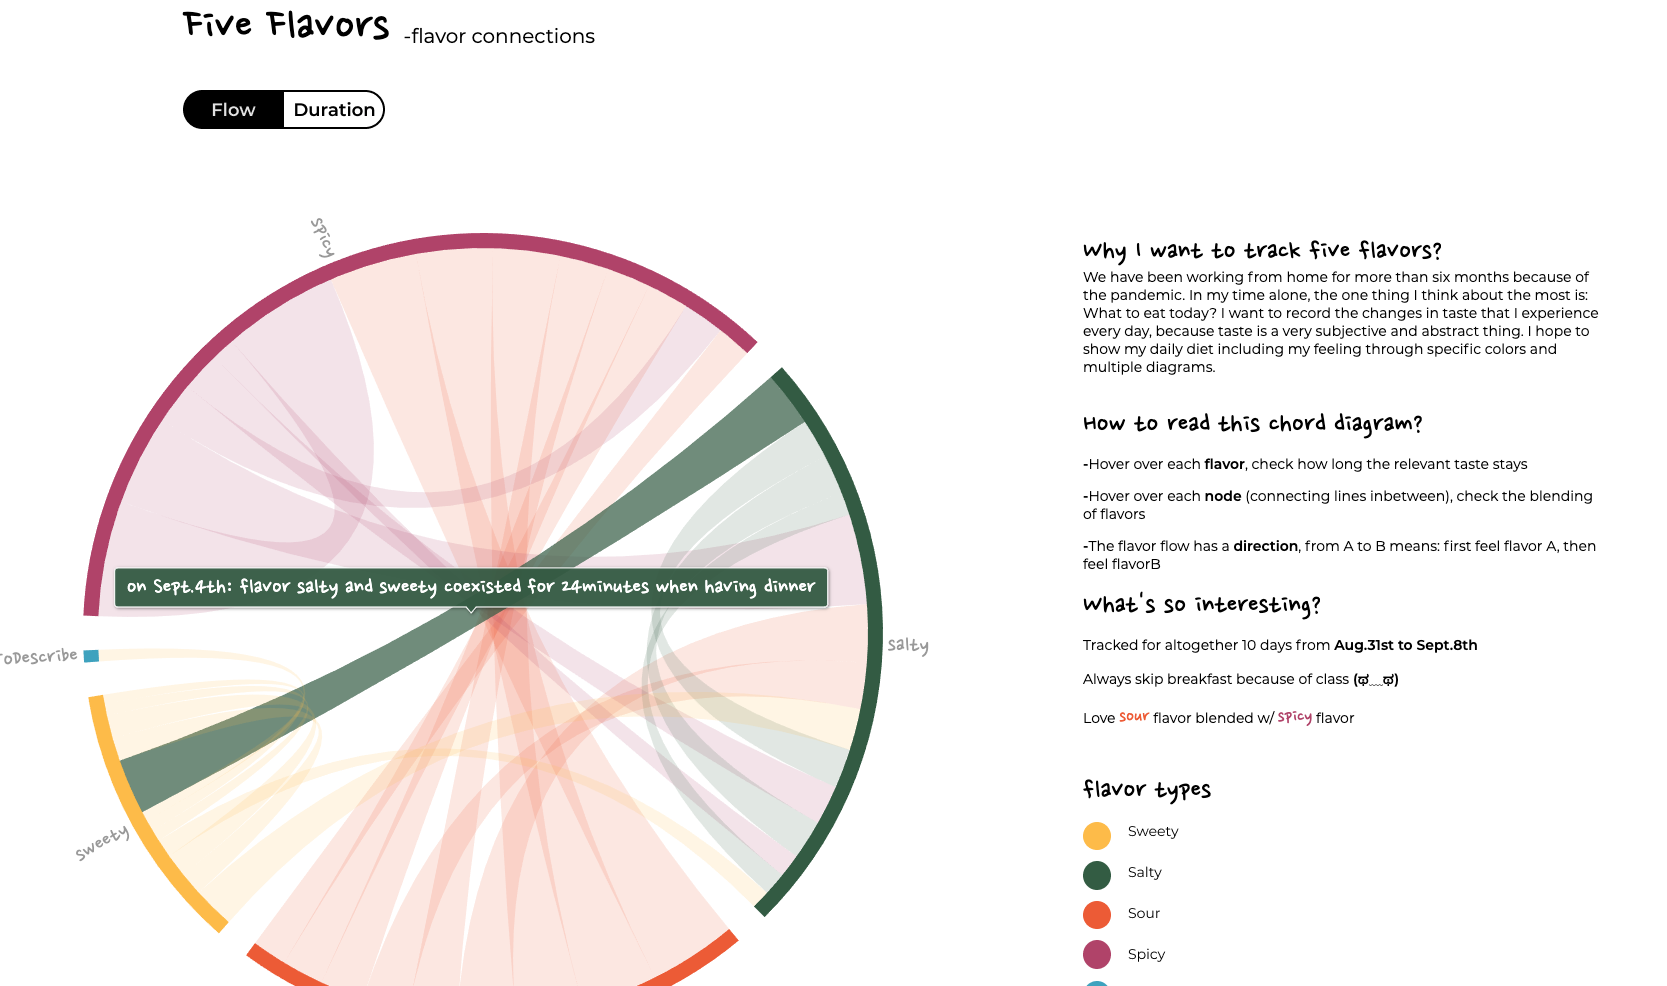 Five Flavors -flavor connections
Flow Duration
Spicy
Why I want to track five flavors?
We have been working from home for more than six months because of
the pandemic. In my time alone, the one thing I think about the most is:
What to eat today? I want to record the changes in taste that I experience
every day, because taste is a very subjective and abstract thing. I hope to
show my daily diet including my feeling through specific colors and
multiple diagrams.
How to read this chord diagram?
-Hover over each flavor, check how long the relevant taste stays
-Hover over each node (connecting lines inbetween), check the blending
of flavors
-The flavor flow has a direction, from A to B means: first feel flavor A, then
feel flavorB
on Sept.4th: flavor salty and sweety coexisted for 24minutes when having dinner
What's so interesting?
ToDescribe
Salty
Tracked for altogether 10 days from Aug.31st to Sept.8th
Always skip breakfast because of class (ಥ﹏ಥ)
Love sour flavor blended w/ spicy flavor
Sweety
flavor types
Sweety
Salty
Sour
Spicy